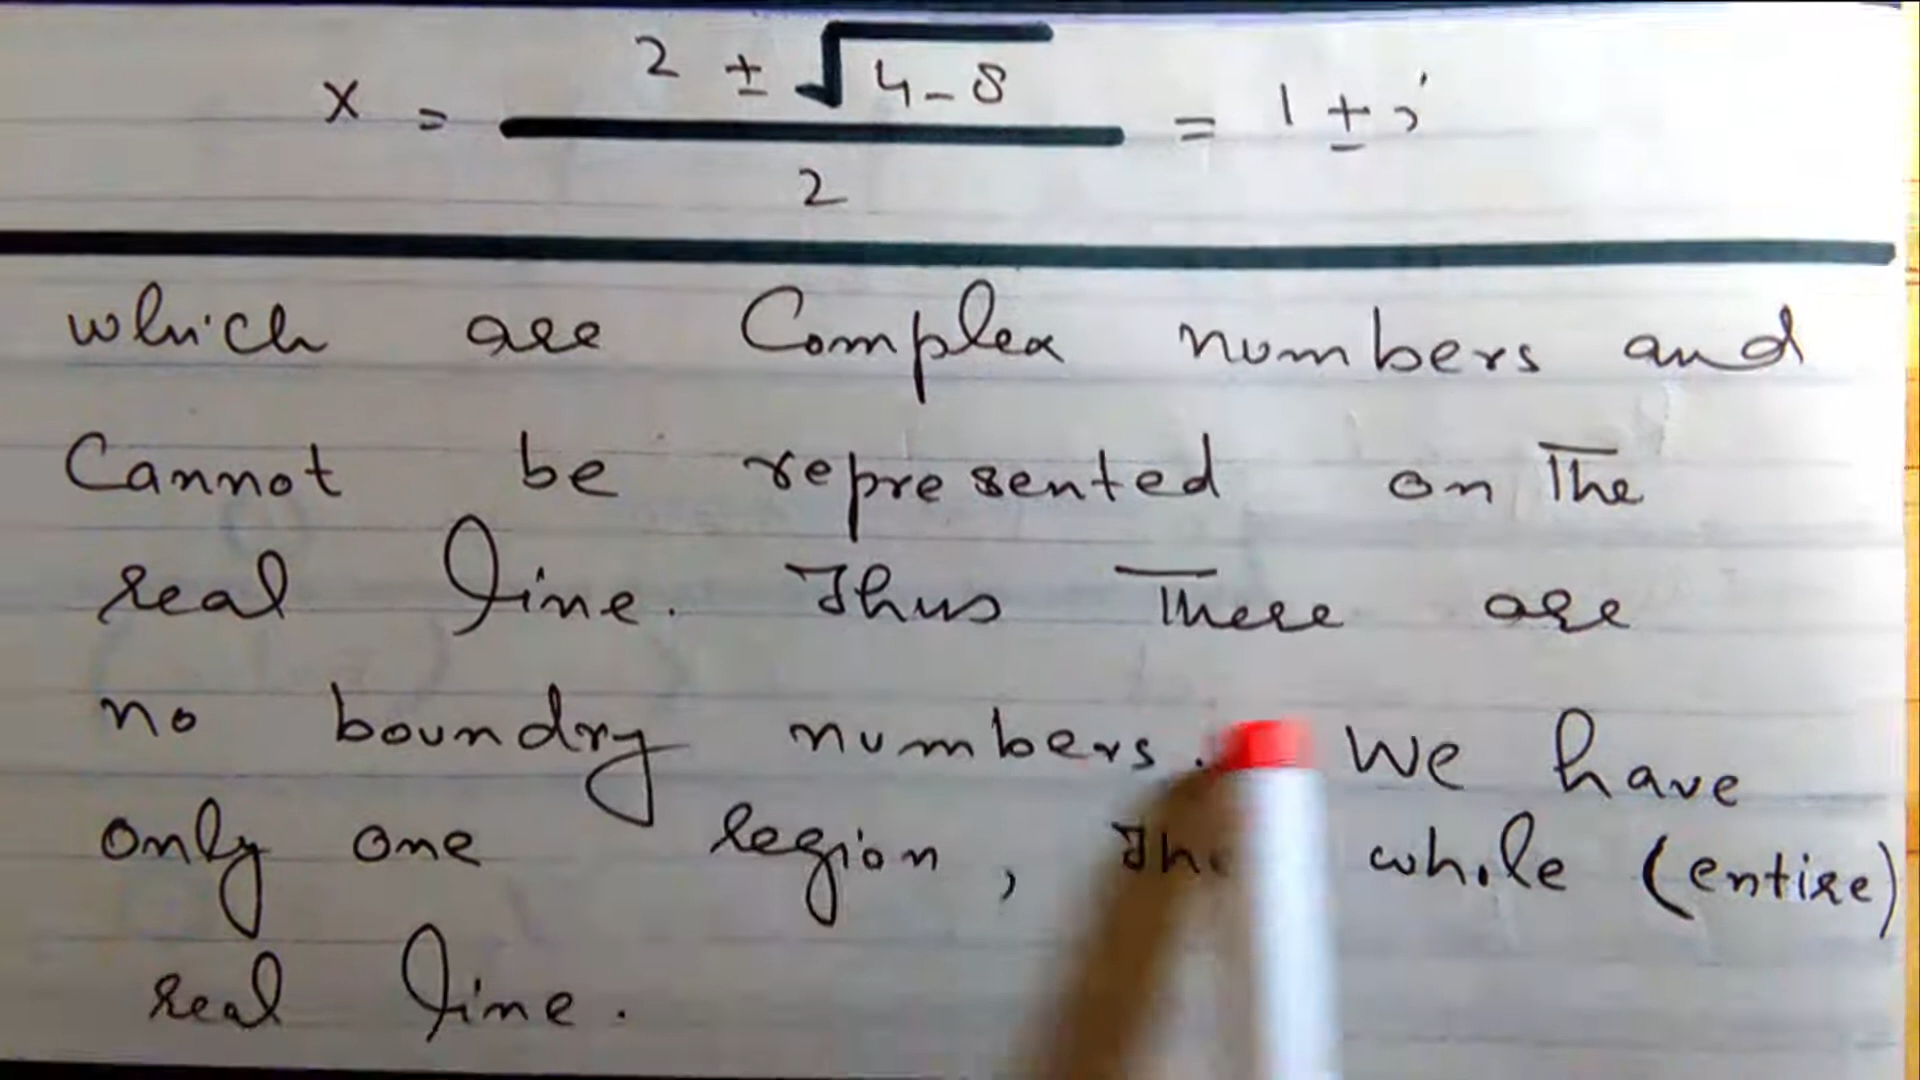 x = 2 ± √4-8 / 2 = 1 ± i
which are Complex numbers and
Cannot be represented on The
real line. Thus There are
no boundry numbers. We have
only one region, The whole (entire)
real line.